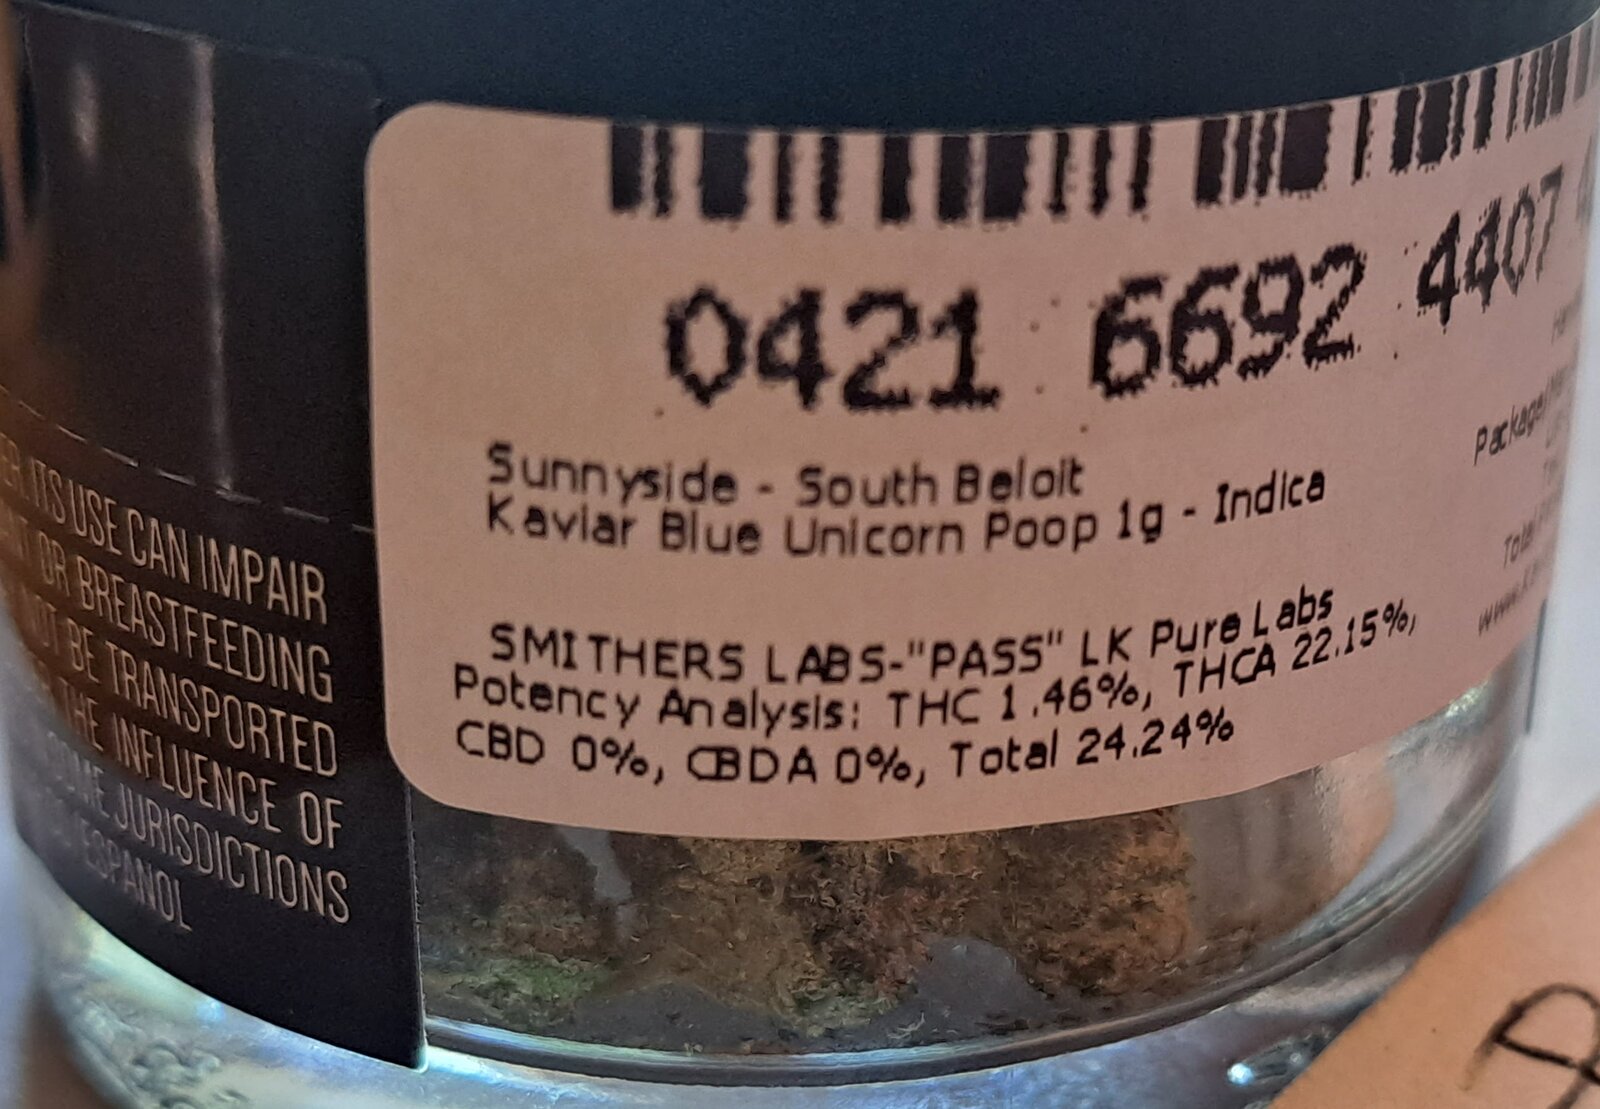 ITS USE CAN IMPAIR
OR BREASTFEEDING
NOT BE TRANSPORTED
THE INFLUENCE OF
SOME JURISDICTIONS
ESPANOL
0421 6692 4407
Sunnyside - South Beloit
Kaviar Blue Unicorn Poop 1g - Indica
SMITHERS LABS-"PASS" LK Pure Labs
Potency Analysis: THC 1.46%, THCA 22.15%,
CBD 0%, CBDA 0%, Total 24.24%